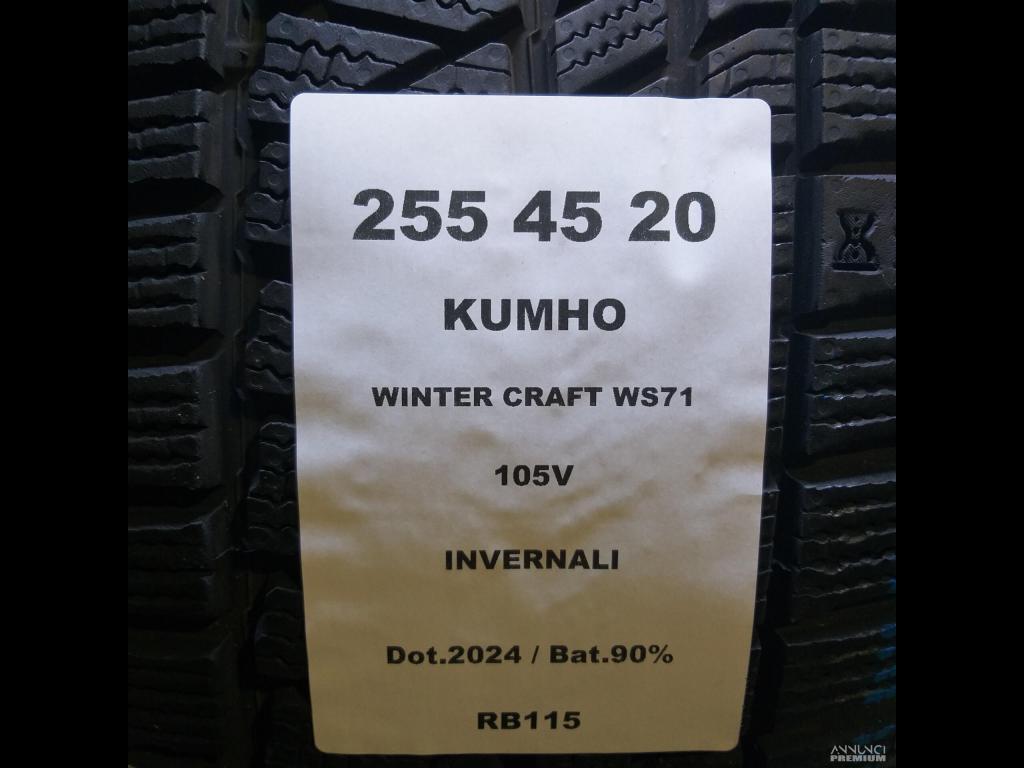 255 45 20
KUMHO
WINTER CRAFT WS71
105V
INVERNALI
Dot.2024 / Bat.90%
RB115
ANNUNCI
PREMIUM